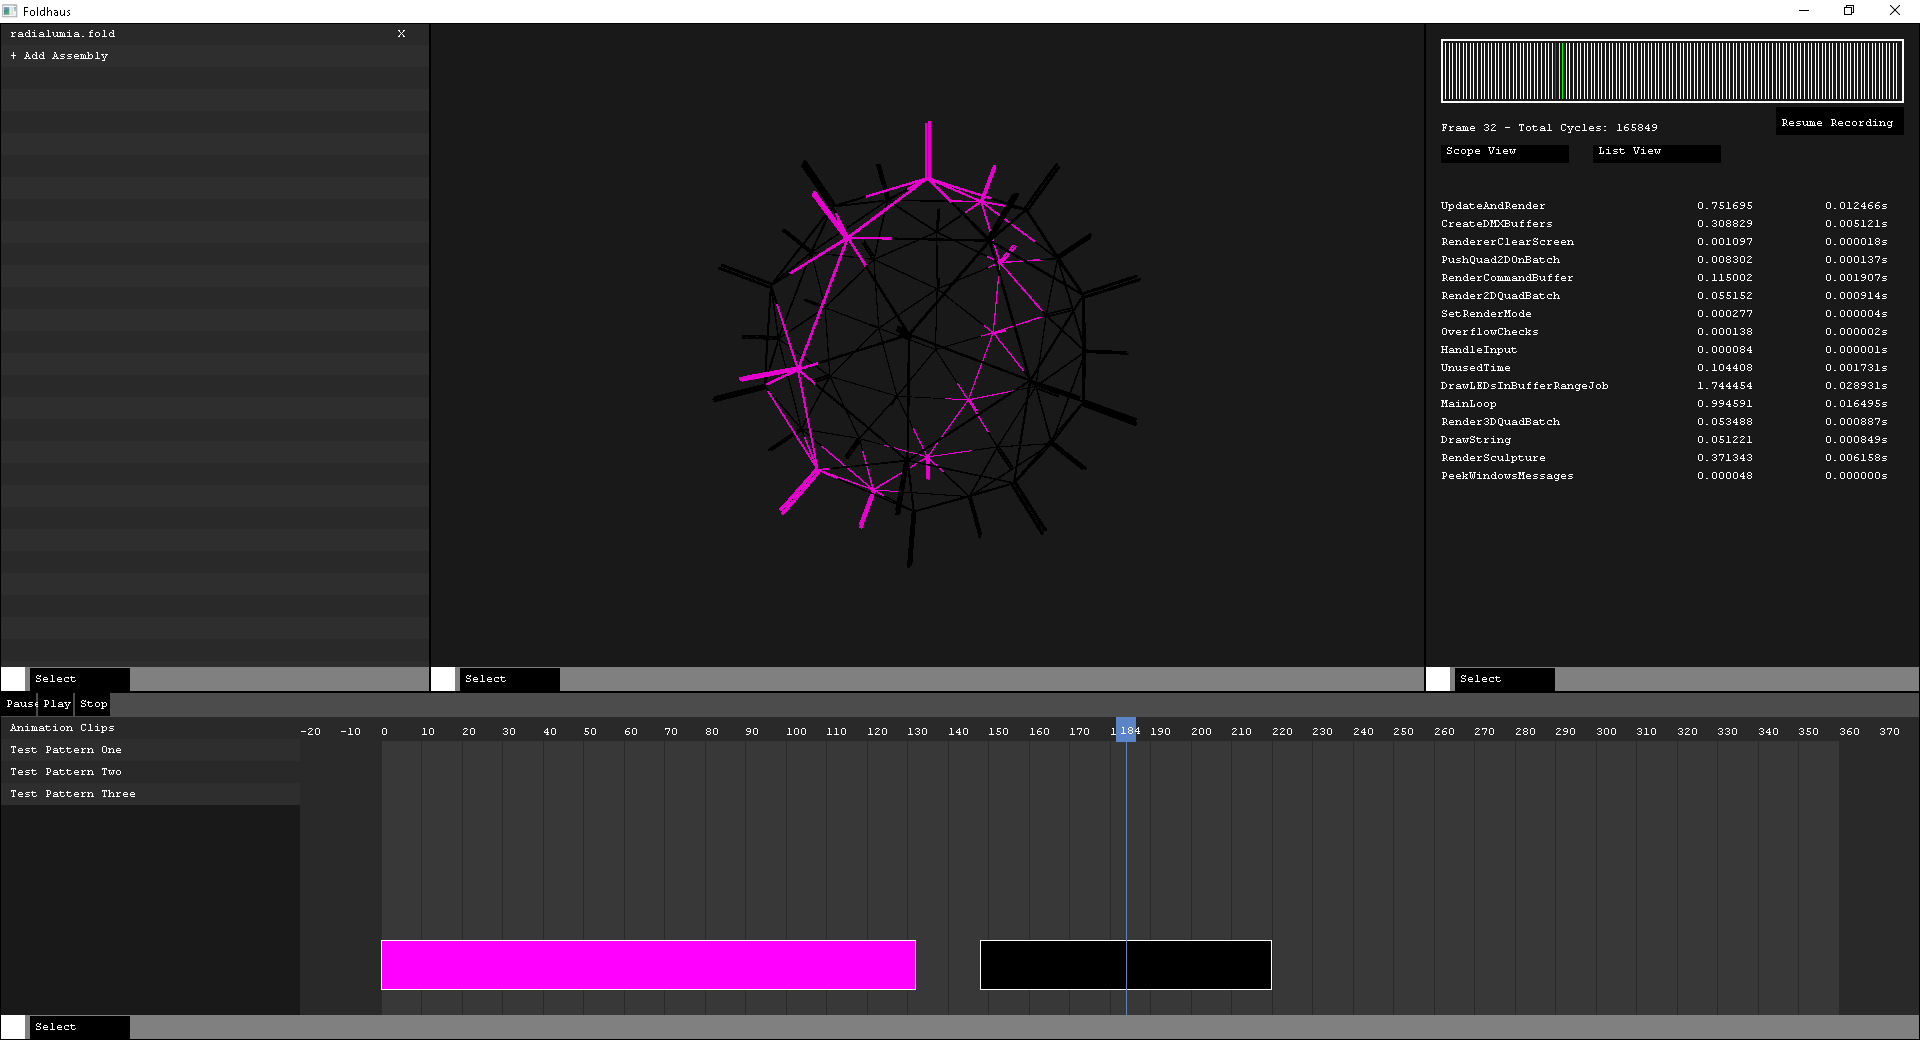 Foldhaus
radialumia.fold X
+ Add Assembly
Frame 32 - Total Cycles: 165849
Resume Recording
Scope View List View
UpdateAndRender 0.751695 0.012466s
CreateDMXBuffers 0.308829 0.005121s
RendererClearScreen 0.001097 0.000018s
PushQuad2DOnBatch 0.008302 0.000137s
RenderCommandBuffer 0.115002 0.001907s
Render2DQuadBatch 0.055152 0.000914s
SetRenderMode 0.000277 0.000004s
OverflowChecks 0.000138 0.000002s
HandleInput 0.000084 0.000001s
UnusedTime 0.104408 0.001731s
DrawLEDsInBufferRangeJob 1.744454 0.028931s
MainLoop 0.994591 0.016495s
Render3DQuadBatch 0.053488 0.000887s
DrawString 0.051221 0.000849s
RenderSculpture 0.371343 0.006158s
PeekWindowsMessages 0.000048 0.000000s
Select Select Select
Pause Play Stop
Animation Clips
-20 -10 0 10 20 30 40 50 60 70 80 90 100 110 120 130 140 150 160 170 184 190 200 210 220 230 240 250 260 270 280 290 300 310 320 330 340 350 360 370
Test Pattern One
Test Pattern Two
Test Pattern Three
Select